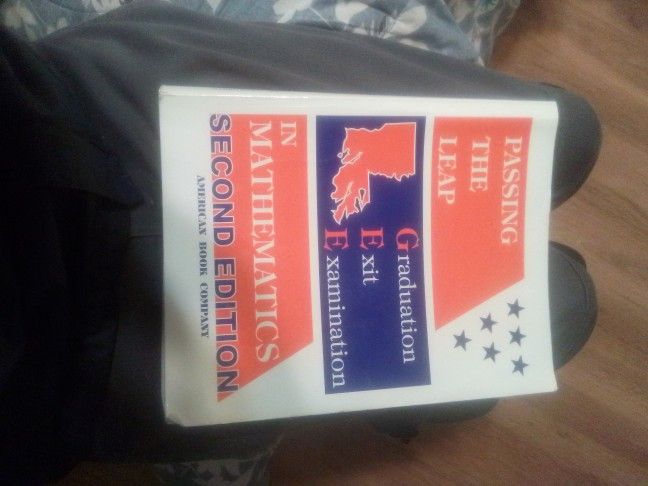 PASSING
THE
LEAP
Graduation
Exit
Examination
IN
MATHEMATICS
SECOND EDITION
AMERICAN BOOK COMPANY